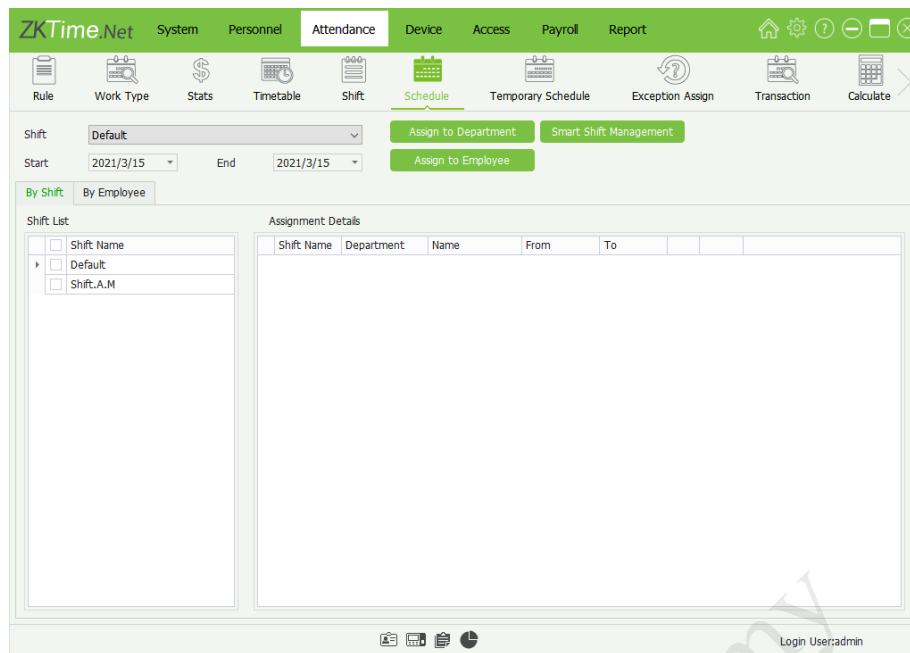 ZKTime.Net System Personnel Attendance Device Access Payroll Report
Rule Work Type Stats Timetable Shift Schedule Temporary Schedule Exception Assign Transaction Calculate
Shift Default Assign to Department Smart Shift Management
Start 2021/3/15 End 2021/3/15 Assign to Employee
By Shift By Employee
Shift List Assignment Details
Shift Name Shift Name Department Name From To
Default
Shift.A.M
Login User:admin